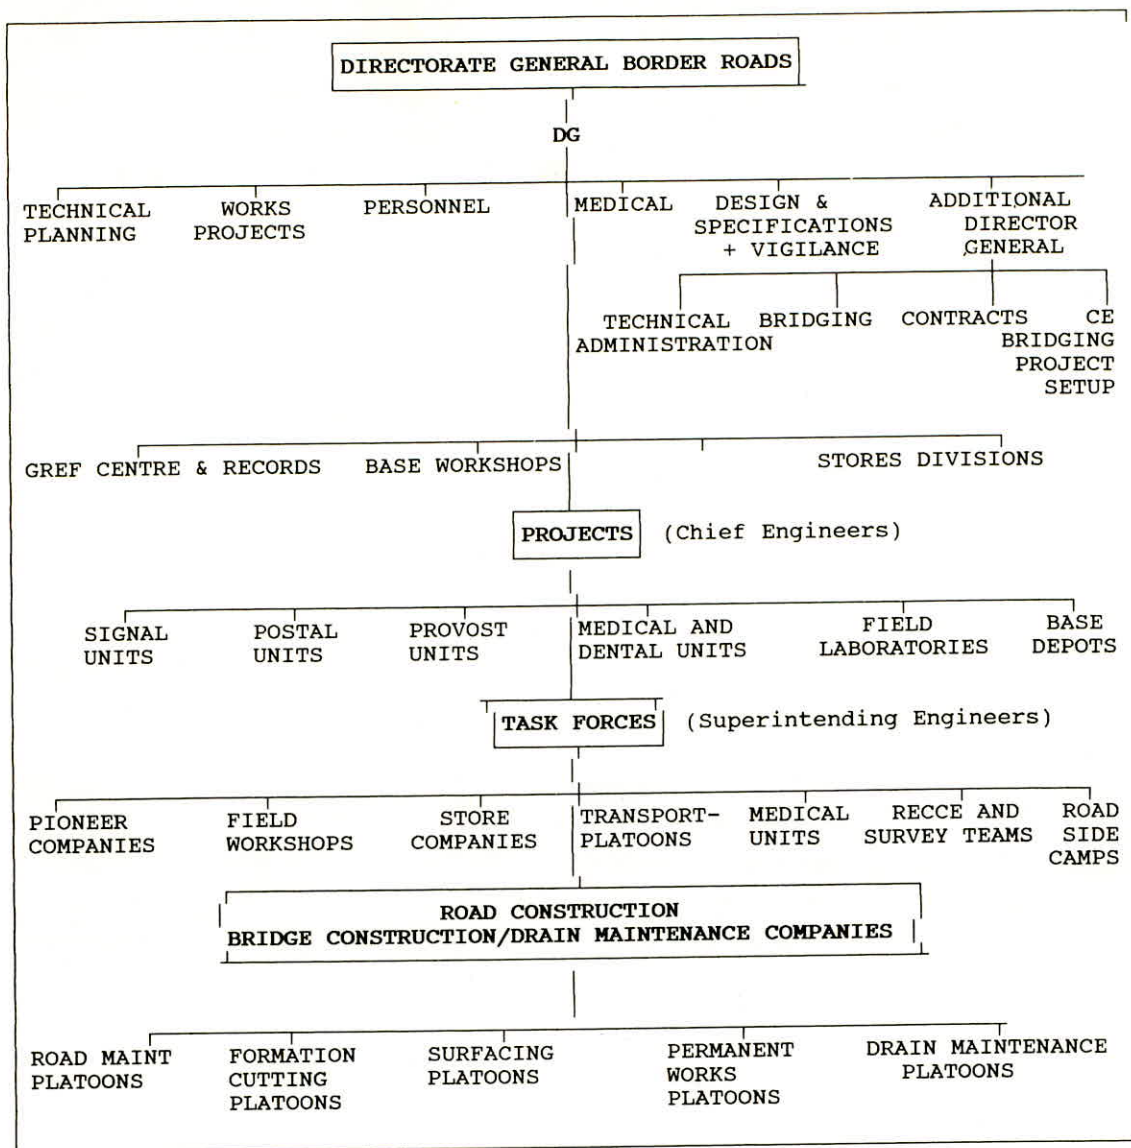 DIRECTORATE GENERAL BORDER ROADS
DG
TECHNICAL PLANNING
WORKS PROJECTS
PERSONNEL
MEDICAL
DESIGN & SPECIFICATIONS + VIGILANCE
ADDITIONAL DIRECTOR GENERAL
TECHNICAL ADMINISTRATION
BRIDGING
CONTRACTS
CE BRIDGING PROJECT SETUP
GREF CENTRE & RECORDS
BASE WORKSHOPS
STORES DIVISIONS
PROJECTS (Chief Engineers)
SIGNAL UNITS
POSTAL UNITS
PROVOST UNITS
MEDICAL AND DENTAL UNITS
FIELD LABORATORIES
BASE DEPOTS
TASK FORCES (Superintending Engineers)
PIONEER COMPANIES
FIELD WORKSHOPS
STORE COMPANIES
TRANSPORT-PLATOONS
MEDICAL UNITS
RECCE AND SURVEY TEAMS
ROAD SIDE CAMPS
ROAD CONSTRUCTION
BRIDGE CONSTRUCTION/DRAIN MAINTENANCE COMPANIES
ROAD MAINT PLATOONS
FORMATION CUTTING PLATOONS
SURFACING PLATOONS
PERMANENT WORKS PLATOONS
DRAIN MAINTENANCE PLATOONS